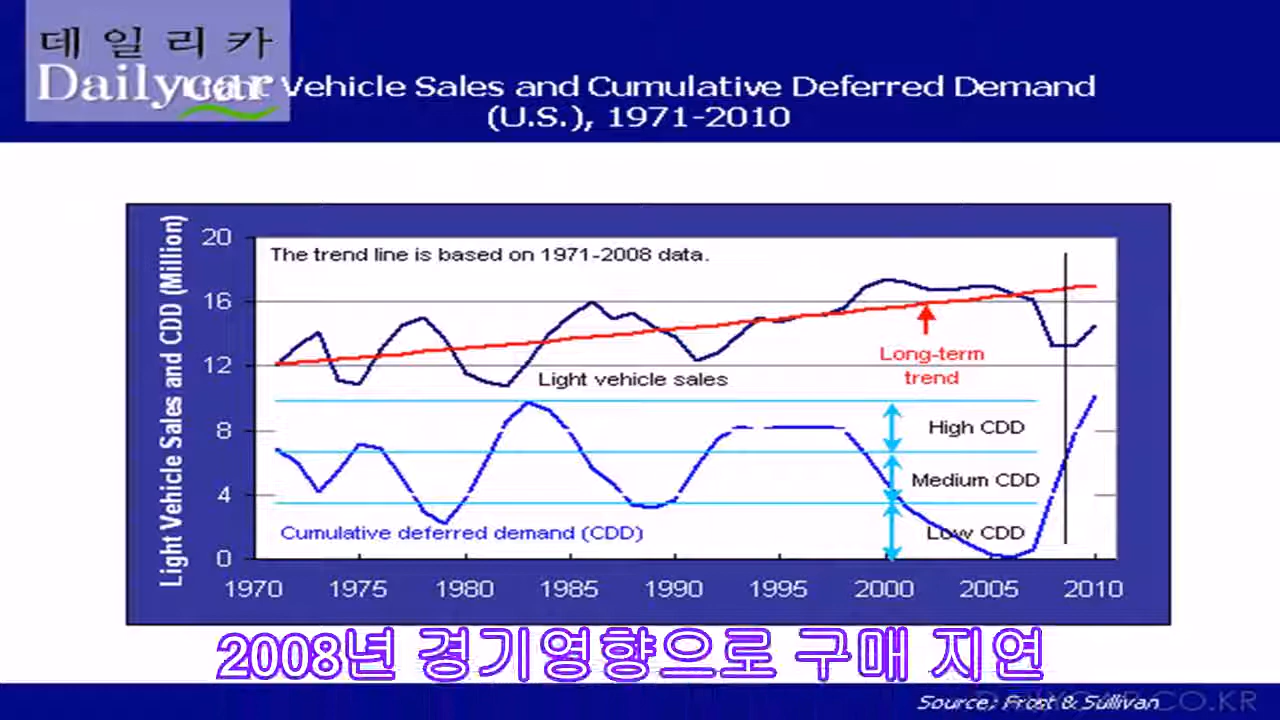 데일리카
Dailycar
Vehicle Sales and Cumulative Deferred Demand
(U.S.), 1971-2010
Light Vehicle Sales and CDD (Million)
20
16
12
8
4
0
The trend line is based on 1971-2008 data.
Long-term
trend
Light vehicle sales
High CDD
Medium CDD
Low CDD
Cumulative deferred demand (CDD)
1970 1975 1980 1985 1990 1995 2000 2005 2010
2008년 경기영향으로 구매 지연
Source: Frost & Sullivan